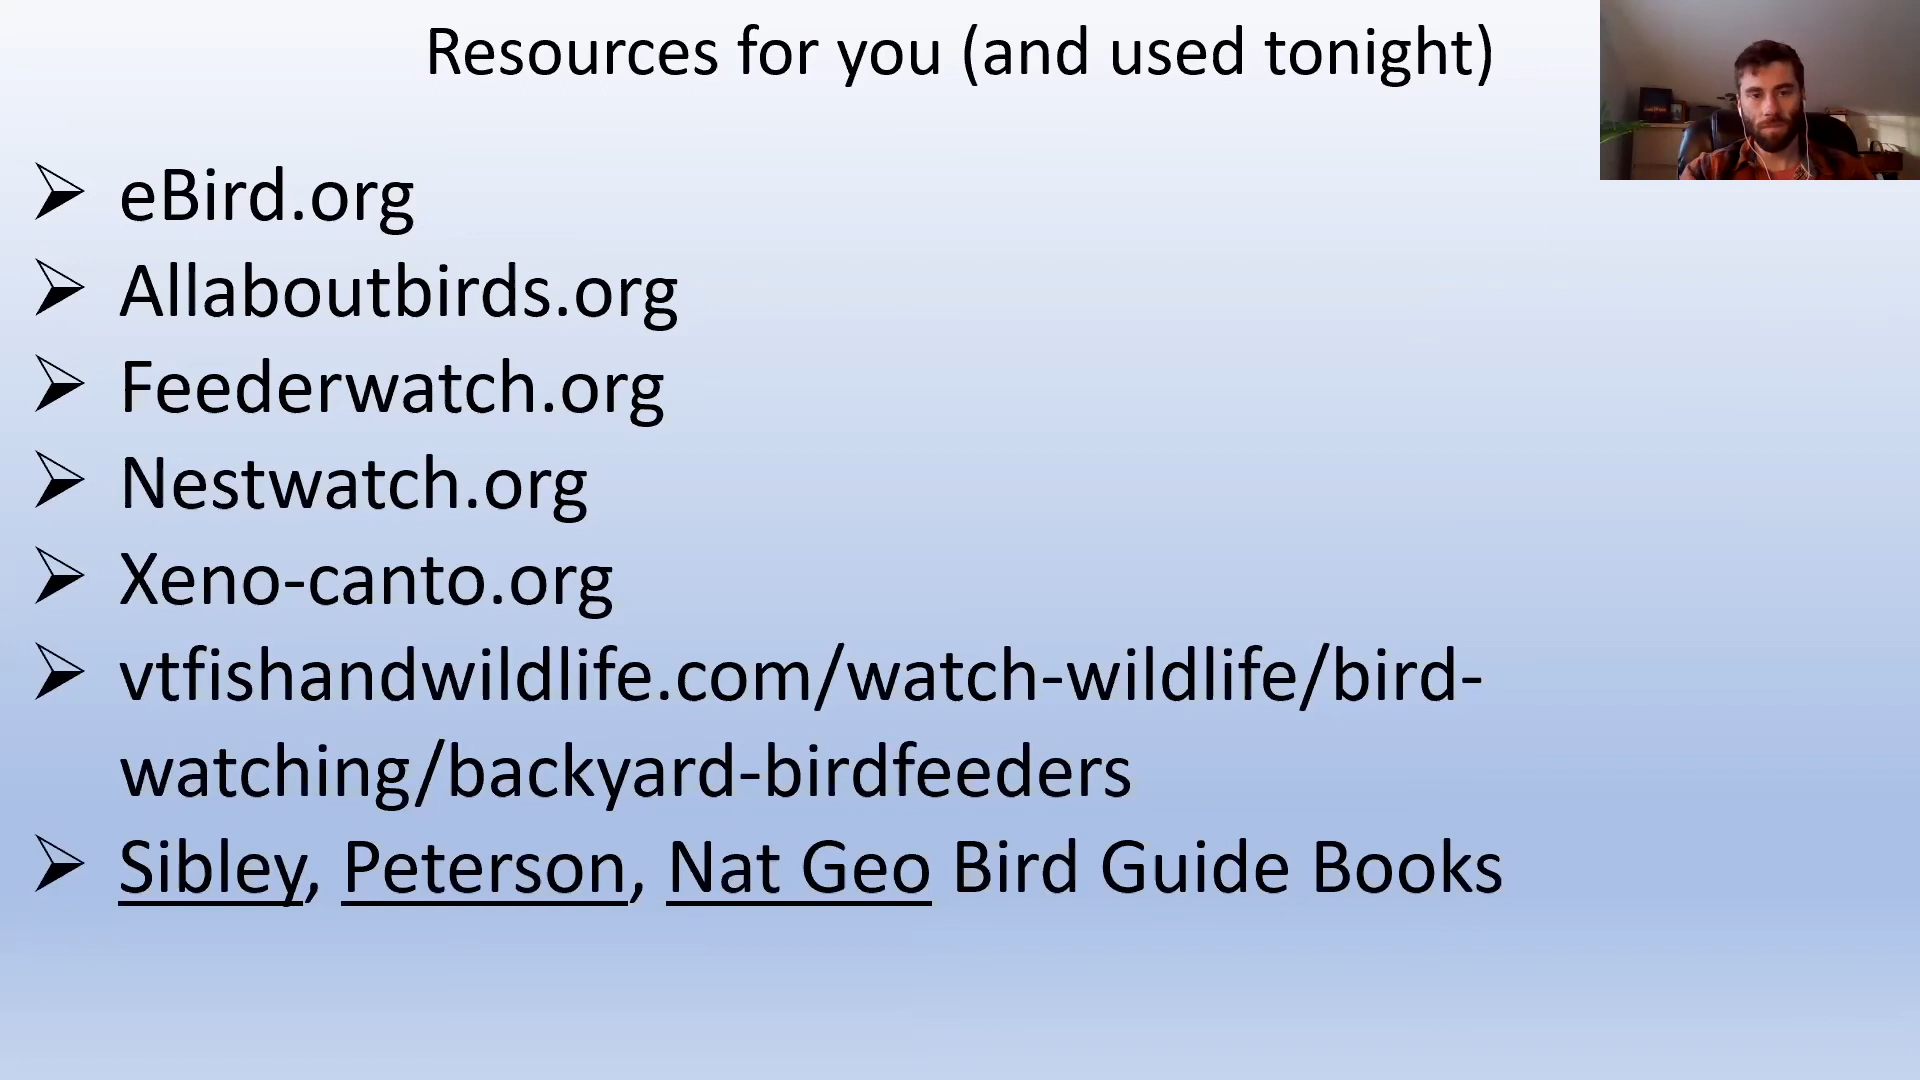 Resources for you (and used tonight)
eBird.org
Allaboutbirds.org
Feederwatch.org
Nestwatch.org
Xeno-canto.org
vtfishandwildlife.com/watch-wildlife/bird-
watching/backyard-birdfeeders
Sibley, Peterson, Nat Geo Bird Guide Books